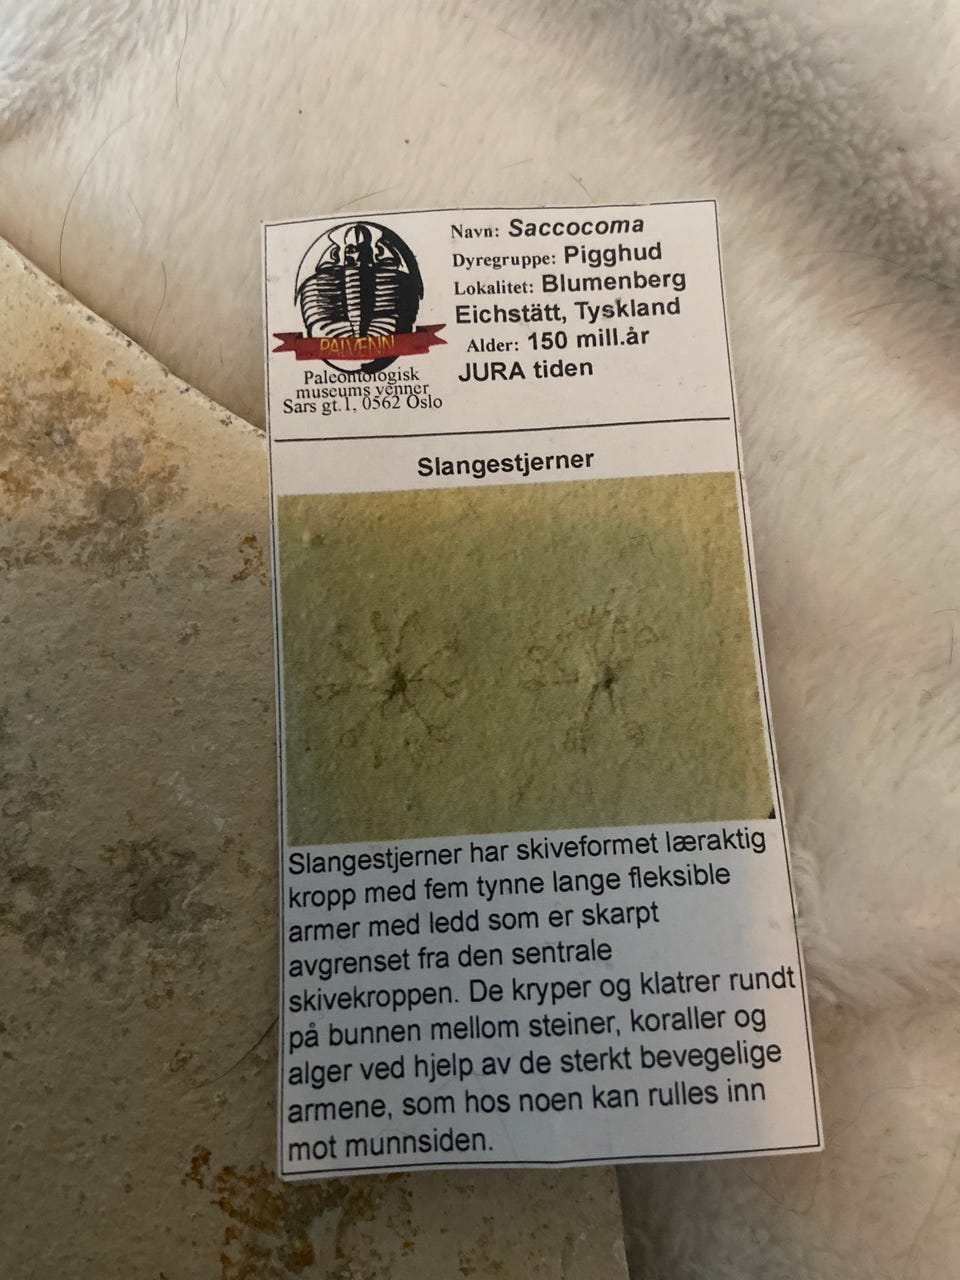 Navn: Saccocoma
Dyregruppe: Pigghud
Lokalitet: Blumenberg
Eichstätt, Tyskland
Alder: 150 mill.år
JURA tiden
PALVENN
Paleontologisk
museums venner
Sars gt.1, 0562 Oslo
Slangestjerner
Slangestjerner har skiveformet læraktig
kropp med fem tynne lange fleksible
armer med ledd som er skarpt
avgrenset fra den sentrale
skivekroppen. De kryper og klatrer rundt
på bunnen mellom steiner, koraller og
alger ved hjelp av de sterkt bevegelige
armene, som hos noen kan rulles inn
mot munnsiden.